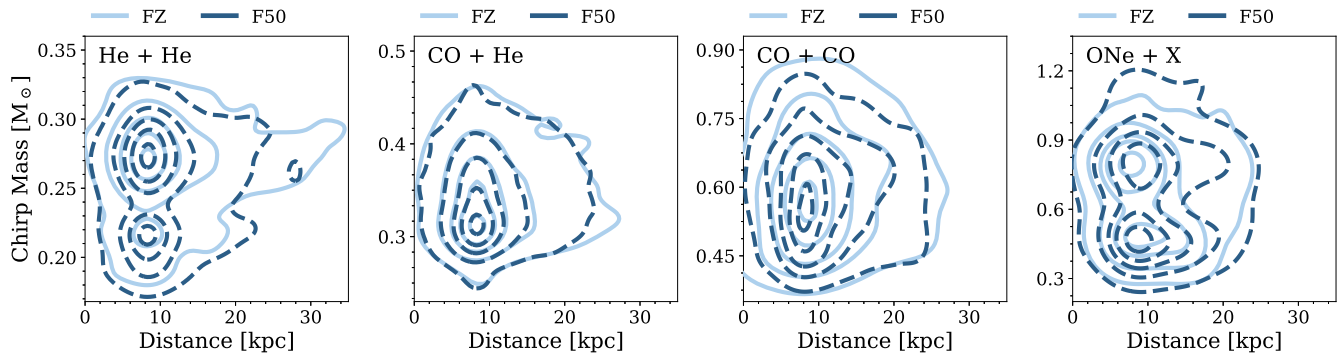 FZ F50 FZ F50 FZ F50 FZ F50
He + He CO + He CO + CO ONe + X
Chirp Mass [M⊙]
0.35
0.30
0.25
0.20
0 10 20 30
Distance [kpc]
0.5
0.4
0.3
0 10 20 30
Distance [kpc]
0.90
0.75
0.60
0.45
0 10 20 30
Distance [kpc]
1.2
0.9
0.6
0.3
0 10 20 30
Distance [kpc]